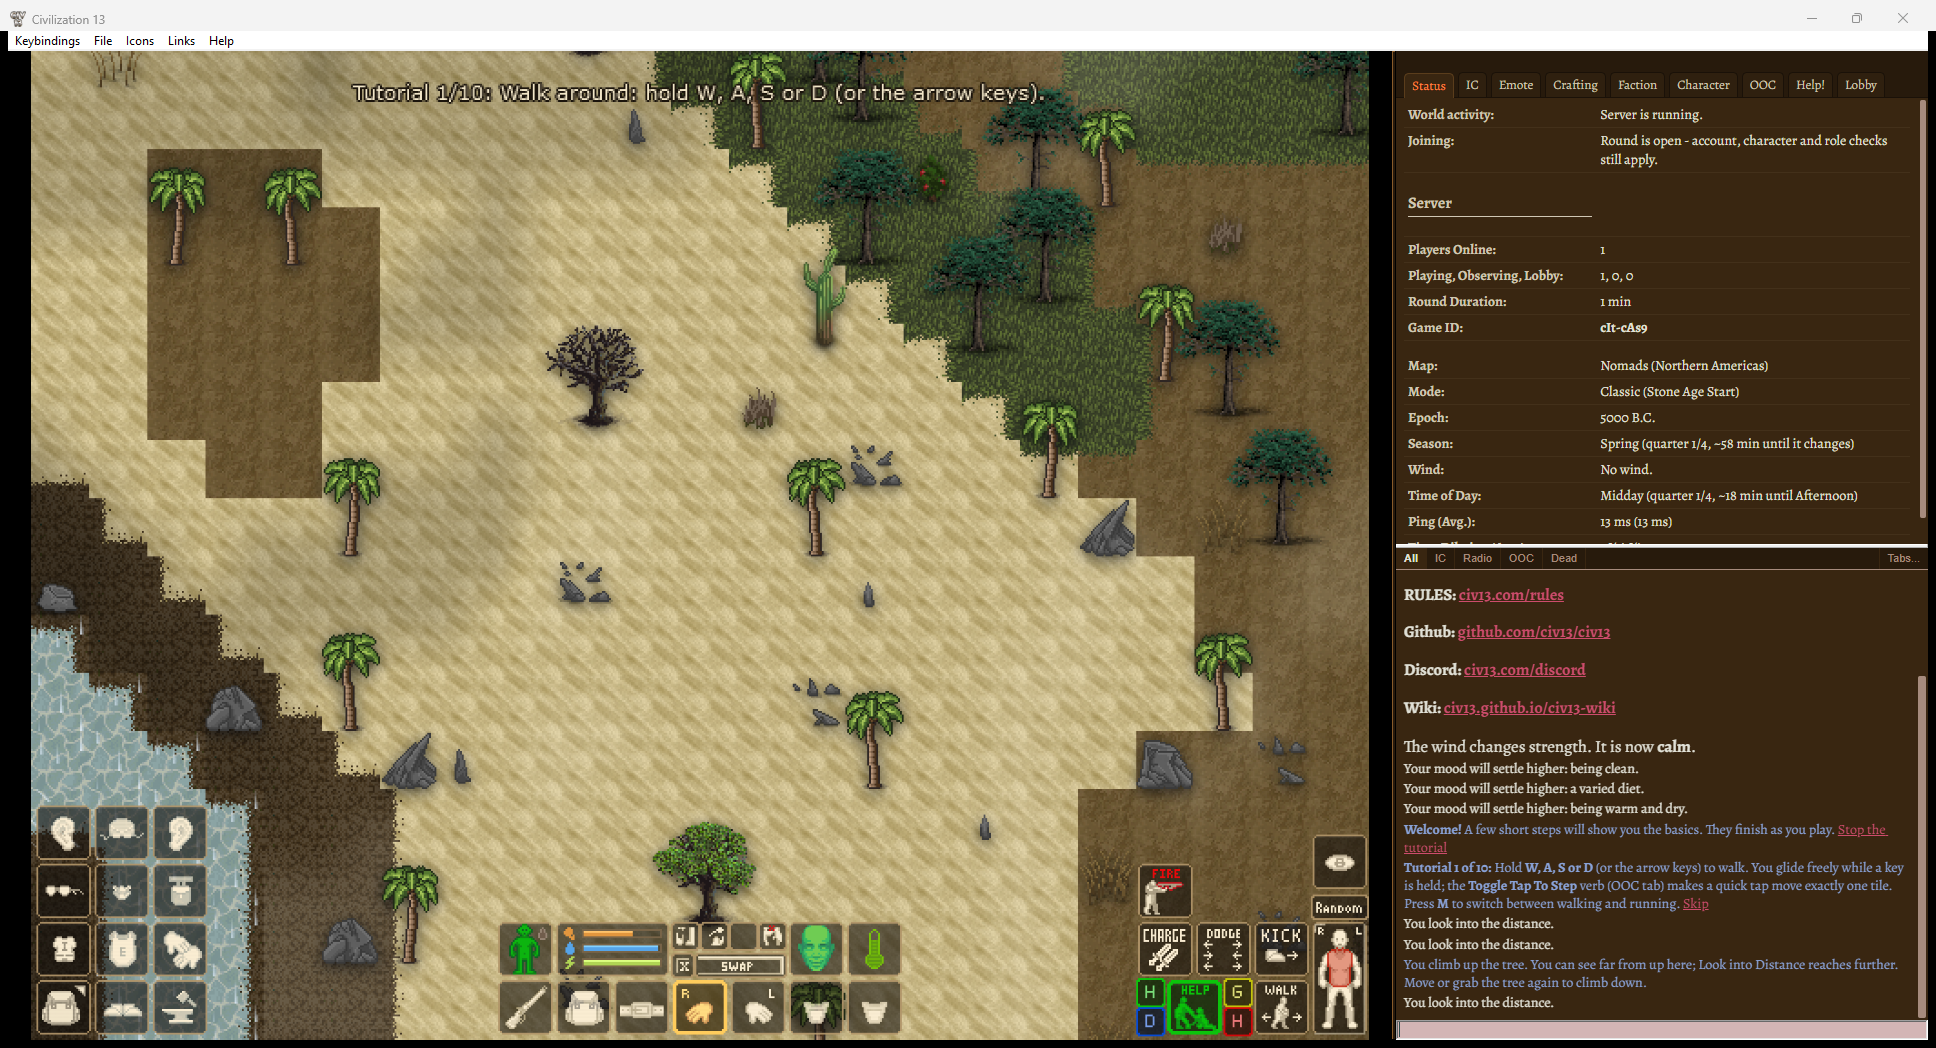 Civilization 13
Keybindings File Icons Links Help
Tutorial 1/10: Walk around: hold W, A, S or D (or the arrow keys).
Status IC Emote Crafting Faction Character OOC Help! Lobby
World activity: Server is running.
Joining: Round is open - account, character and role checks
still apply.
Server
Players Online: 1
Playing, Observing, Lobby: 1, 0, 0
Round Duration: 1 min
Game ID: cIt-cAs9
Map: Nomads (Northern Americas)
Mode: Classic (Stone Age Start)
Epoch: 5000 B.C.
Season: Spring (quarter 1/4, ~58 min until it changes)
Wind: No wind.
Time of Day: Midday (quarter 1/4, ~18 min until Afternoon)
Ping (Avg.): 13 ms (13 ms)
All IC Radio OOC Dead Tabs...
RULES: civ13.com/rules
Github: github.com/civ13/civ13
Discord: civ13.com/discord
Wiki: civ13.github.io/civ13-wiki
The wind changes strength. It is now calm.
Your mood will settle higher: being clean.
Your mood will settle higher: a varied diet.
Your mood will settle higher: being warm and dry.
Welcome! A few short steps will show you the basics. They finish as you play. Stop the
tutorial
Tutorial 1 of 10: Hold W, A, S or D (or the arrow keys) to walk. You glide freely while a key
is held; the Toggle Tap To Step verb (OOC tab) makes a quick tap move exactly one tile.
Press M to switch between walking and running. Skip
You look into the distance.
You look into the distance.
You climb up the tree. You can see far from up here; Look into Distance reaches further.
Move or grab the tree again to climb down.
You look into the distance.
I E
X SWAP
R L
FIRE
B
Random
CHARGE DODGE KICK
R L
H HELP G WALK
D H